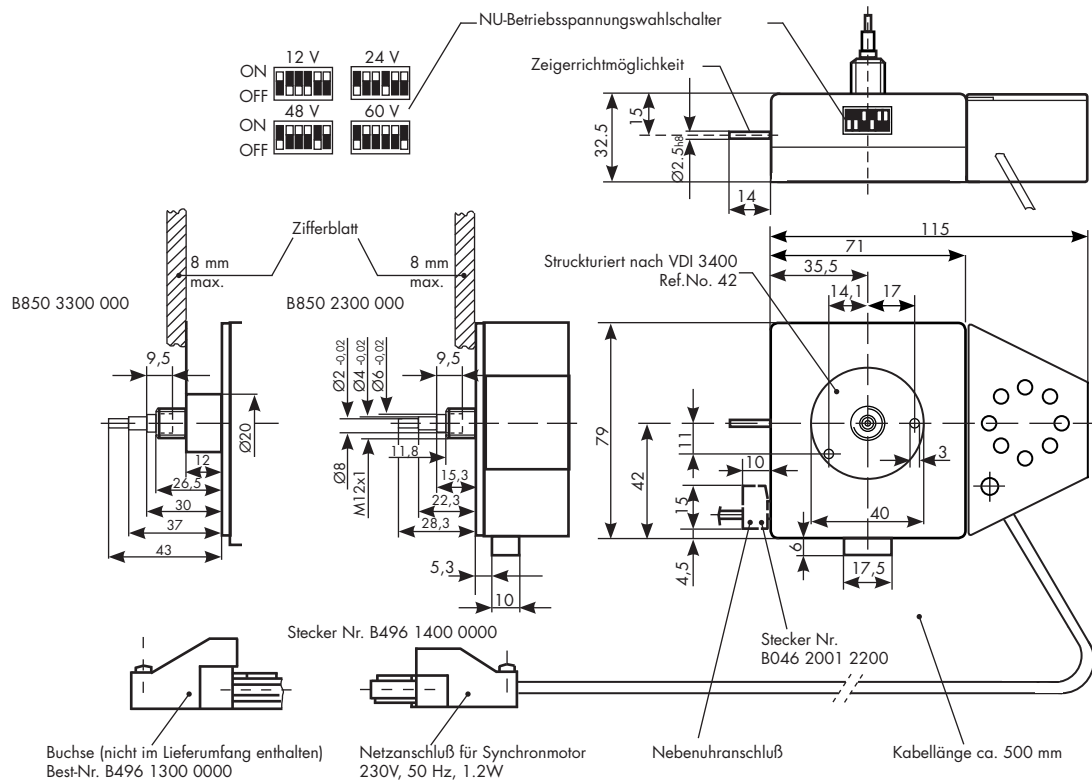 NU-Betriebsspannungswahlschalter
12 V
24 V
ON
OFF
48 V
60 V
ON
OFF
Zeigerrichtmöglichkeit
32.5
15
Ø2.5h8
14
Zifferblatt
8 mm
max.
8 mm
max.
B850 3300 000
B850 2300 000
9,5
Ø20
12
26,5
30
37
43
Ø2 -0,02
Ø4 -0,02
Ø6 -0,02
9,5
Ø8
M12x1
11,8
15,3
22,3
28,3
5,3
10
115
71
35,5
Struckturiert nach VDI 3400
Ref.No. 42
14,1
17
79
42
11
10
15
4,5
3
40
6
17,5
Stecker Nr. B496 1400 0000
Stecker Nr.
B046 2001 2200
Buchse (nicht im Lieferumfang enthalten)
Best-Nr. B496 1300 0000
Netzanschluß für Synchronmotor
230V, 50 Hz, 1.2W
Nebenuhranschluß
Kabellänge ca. 500 mm